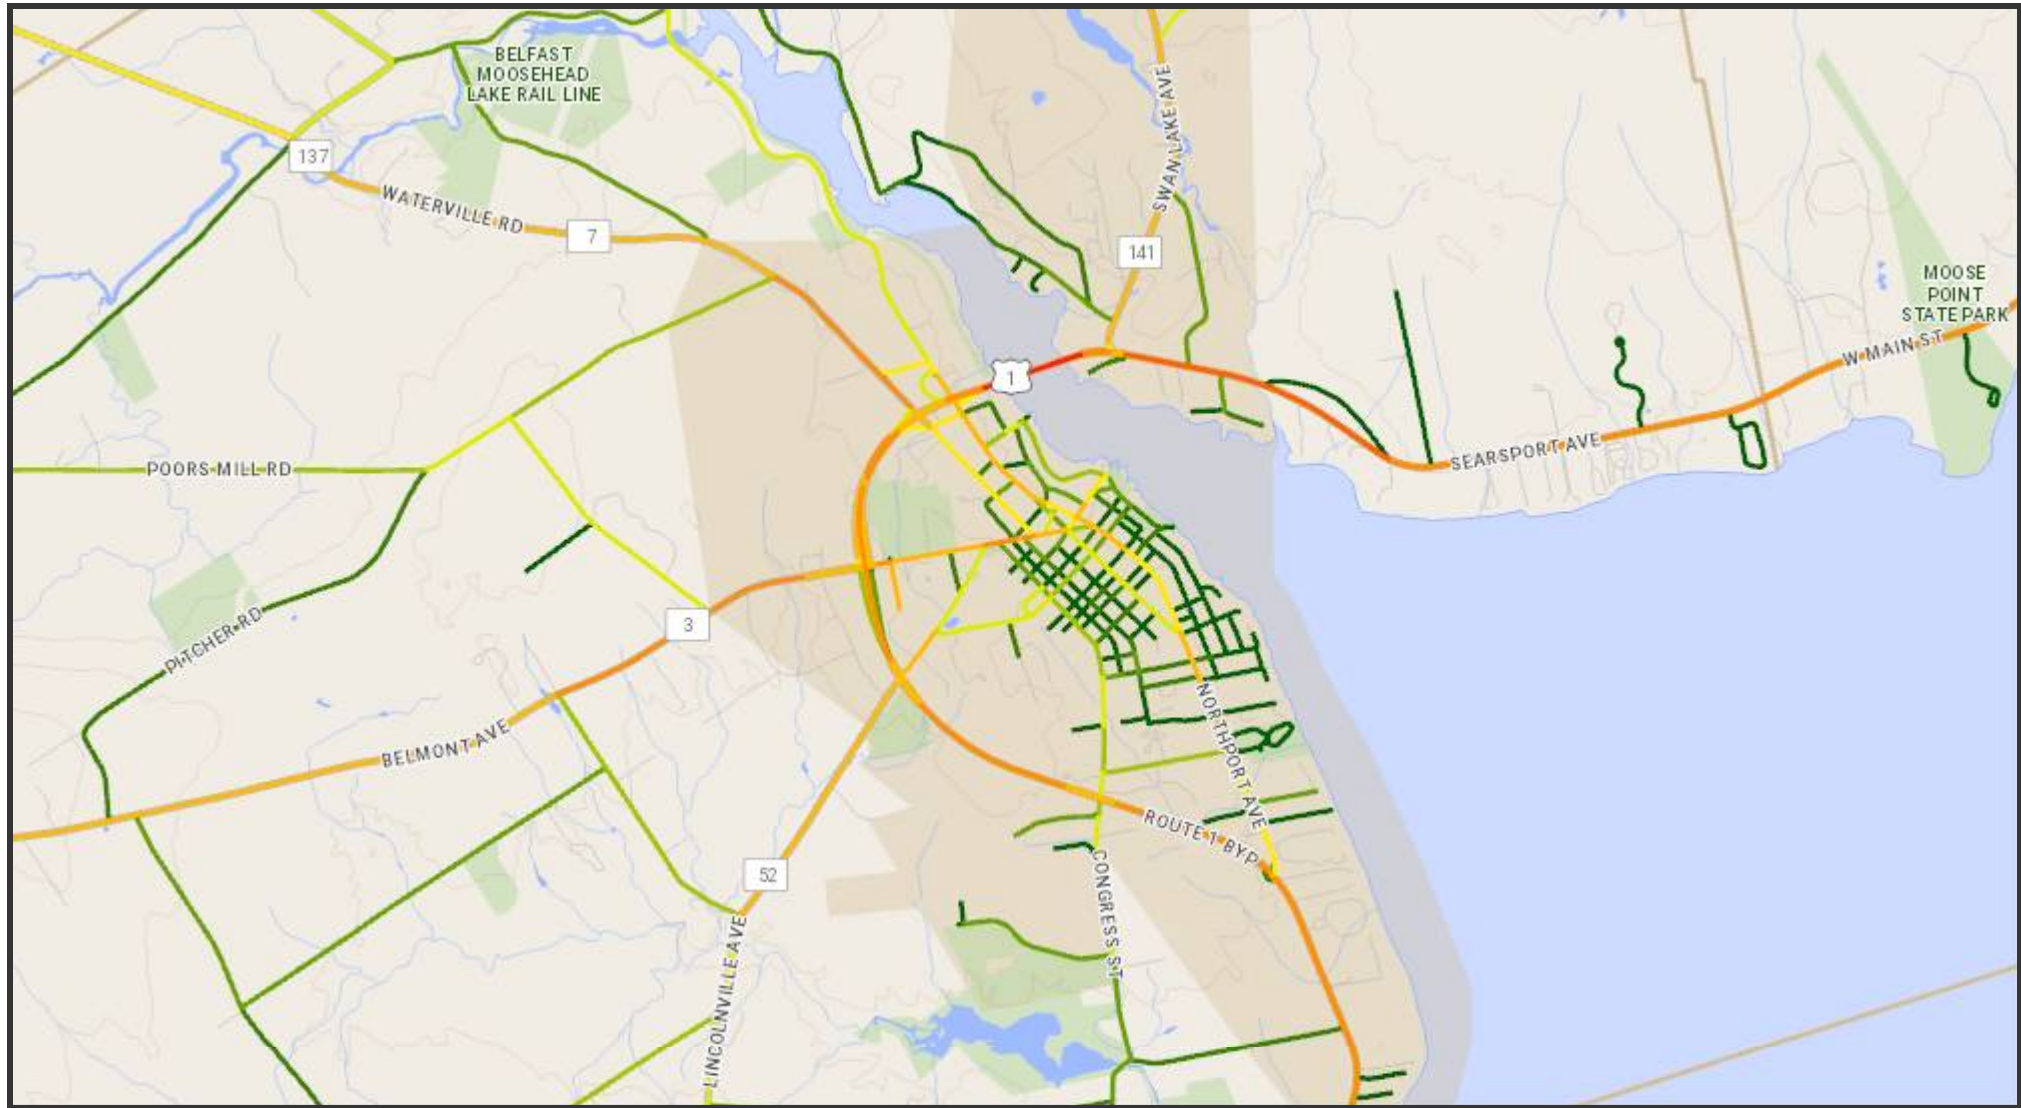 BELFAST
MOOSEHEAD
LAKE RAIL LINE
137
WATERVILLE RD
7
SWAN LAKE AVE
141
MOOSE
POINT
STATE PARK
W MAIN ST
1
SEARSPORT AVE
POORS MILL RD
PITCHER RD
3
BELMONT AVE
NORTHPORT AVE
ROUTE 1 BYP
52
CONGRESS ST
LINCOLNVILLE AVE